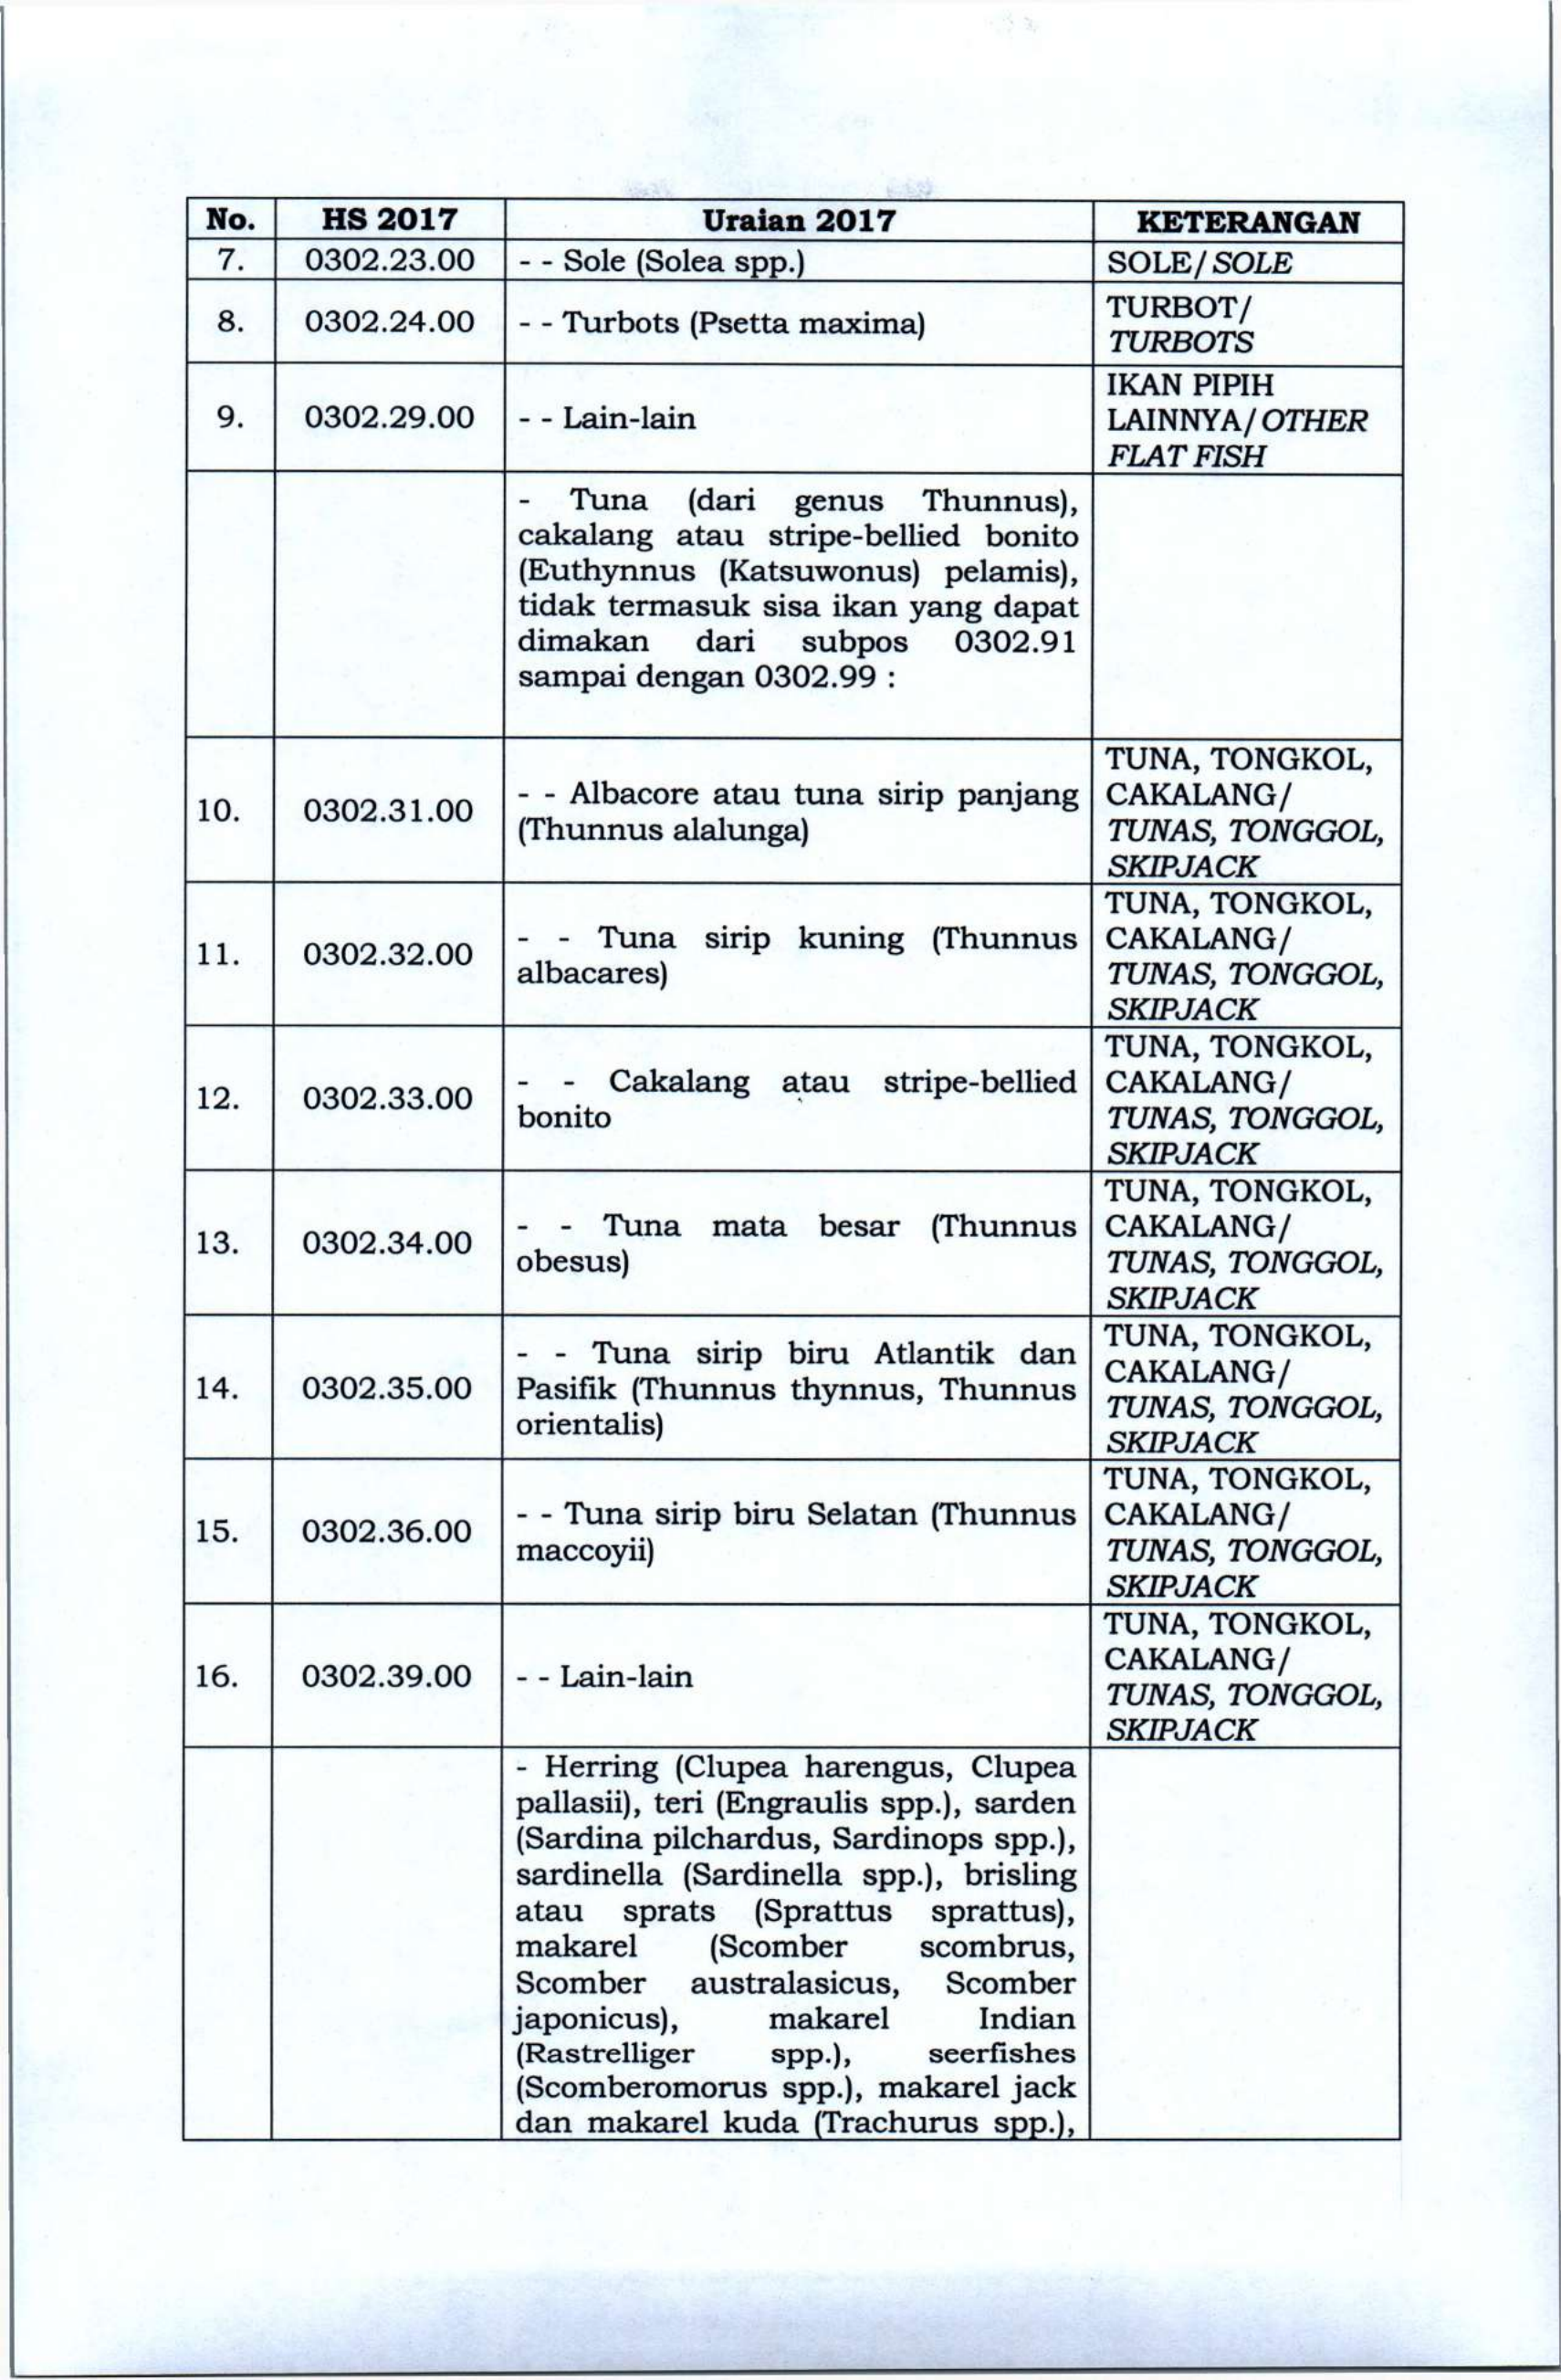 No. HS 2017 Uraian 2017 KETERANGAN
7. 0302.23.00 - - Sole (Solea spp.) SOLE/SOLE
8. 0302.24.00 - - Turbots (Psetta maxima) TURBOT/
TURBOTS
9. 0302.29.00 - - Lain-lain IKAN PIPIH
LAINNYA/OTHER
FLAT FISH
- Tuna (dari genus Thunnus),
cakalang atau stripe-bellied bonito
(Euthynnus (Katsuwonus) pelamis),
tidak termasuk sisa ikan yang dapat
dimakan dari subpos 0302.91
sampai dengan 0302.99 :
10. 0302.31.00 - - Albacore atau tuna sirip panjang
(Thunnus alalunga)
TUNA, TONGKOL,
CAKALANG/
TUNAS, TONGGOL,
SKIPJACK
11. 0302.32.00 - - Tuna sirip kuning (Thunnus
albacares)
TUNA, TONGKOL,
CAKALANG/
TUNAS, TONGGOL,
SKIPJACK
12. 0302.33.00 - - Cakalang atau stripe-bellied
bonito
TUNA, TONGKOL,
CAKALANG/
TUNAS, TONGGOL,
SKIPJACK
13. 0302.34.00 - - Tuna mata besar (Thunnus
obesus)
TUNA, TONGKOL,
CAKALANG/
TUNAS, TONGGOL,
SKIPJACK
14. 0302.35.00 - - Tuna sirip biru Atlantik dan
Pasifik (Thunnus thynnus, Thunnus
orientalis)
TUNA, TONGKOL,
CAKALANG/
TUNAS, TONGGOL,
SKIPJACK
15. 0302.36.00 - - Tuna sirip biru Selatan (Thunnus
maccoyii)
TUNA, TONGKOL,
CAKALANG/
TUNAS, TONGGOL,
SKIPJACK
16. 0302.39.00 - - Lain-lain
TUNA, TONGKOL,
CAKALANG/
TUNAS, TONGGOL,
SKIPJACK
- Herring (Clupea harengus, Clupea
pallasii), teri (Engraulis spp.), sarden
(Sardina pilchardus, Sardinops spp.),
sardinella (Sardinella spp.), brisling
atau sprats (Sprattus sprattus),
makarel (Scomber scombrus,
Scomber australasicus, Scomber
japonicus), makarel Indian
(Rastrelliger spp.), seerfishes
(Scomberomorus spp.), makarel jack
dan makarel kuda (Trachurus spp.),